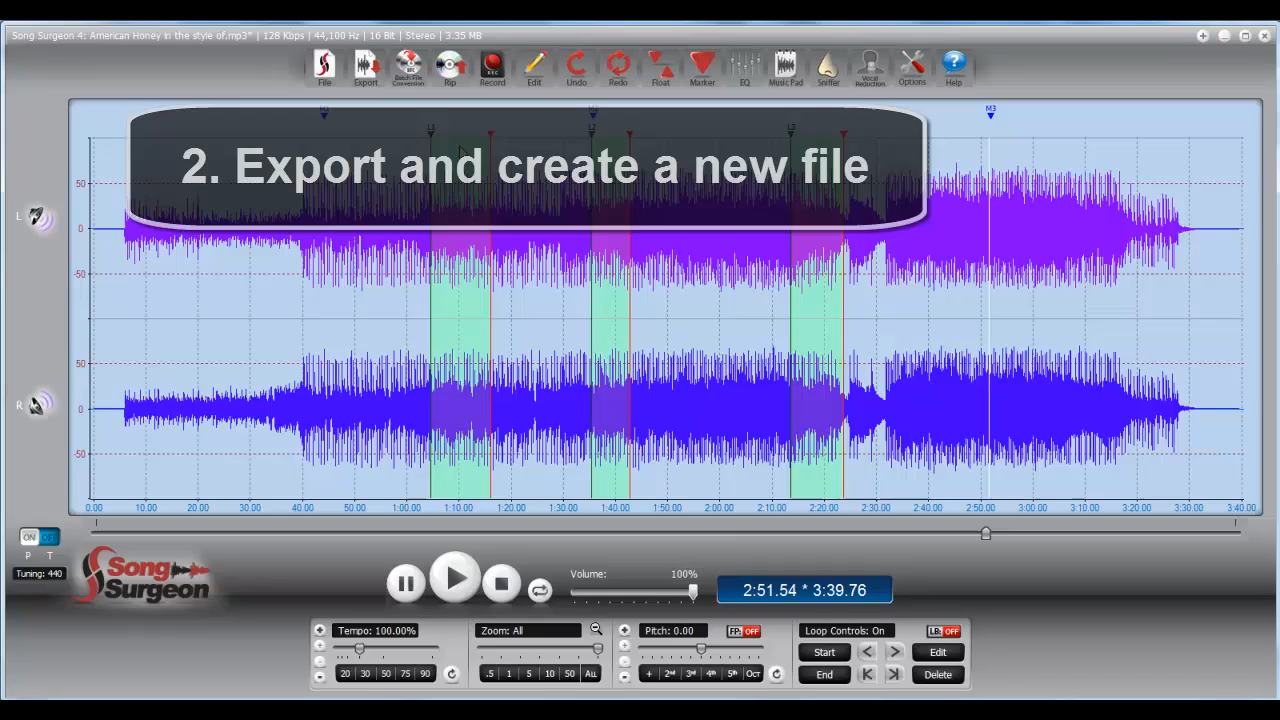 Song Surgeon 4: American Honey in the style of.mp3* | 128 Kbps | 44,100 Hz | 16 Bit | Stereo | 3.35 MB
File Export Batch File Conversion Rip Record Edit Undo Redo Float Marker EQ Music Pad Sniffer Vocal Reduction Options Help
REC
M3
L1 L2 L3
2. Export and create a new file
50
L 0
-50
50
R 0
-50
0.00 10.00 20.00 30.00 40.00 50.00 1:00.00 1:10.00 1:20.00 1:30.00 1:40.00 1:50.00 2:00.00 2:10.00 2:20.00 2:30.00 2:40.00 2:50.00 3:00.00 3:10.00 3:20.00 3:30.00 3:40.00
ON OFF
P T
Tuning: 440
Song
Surgeon
Volume: 100%
2:51.54 * 3:39.76
Tempo: 100.00% Zoom: All Pitch: 0.00 FP: OFF Loop Controls: On LB: OFF
Start < > Edit
20 30 50 75 90 .5 1 5 10 50 ALL + 2nd 3rd 4th 5th Oct End Delete